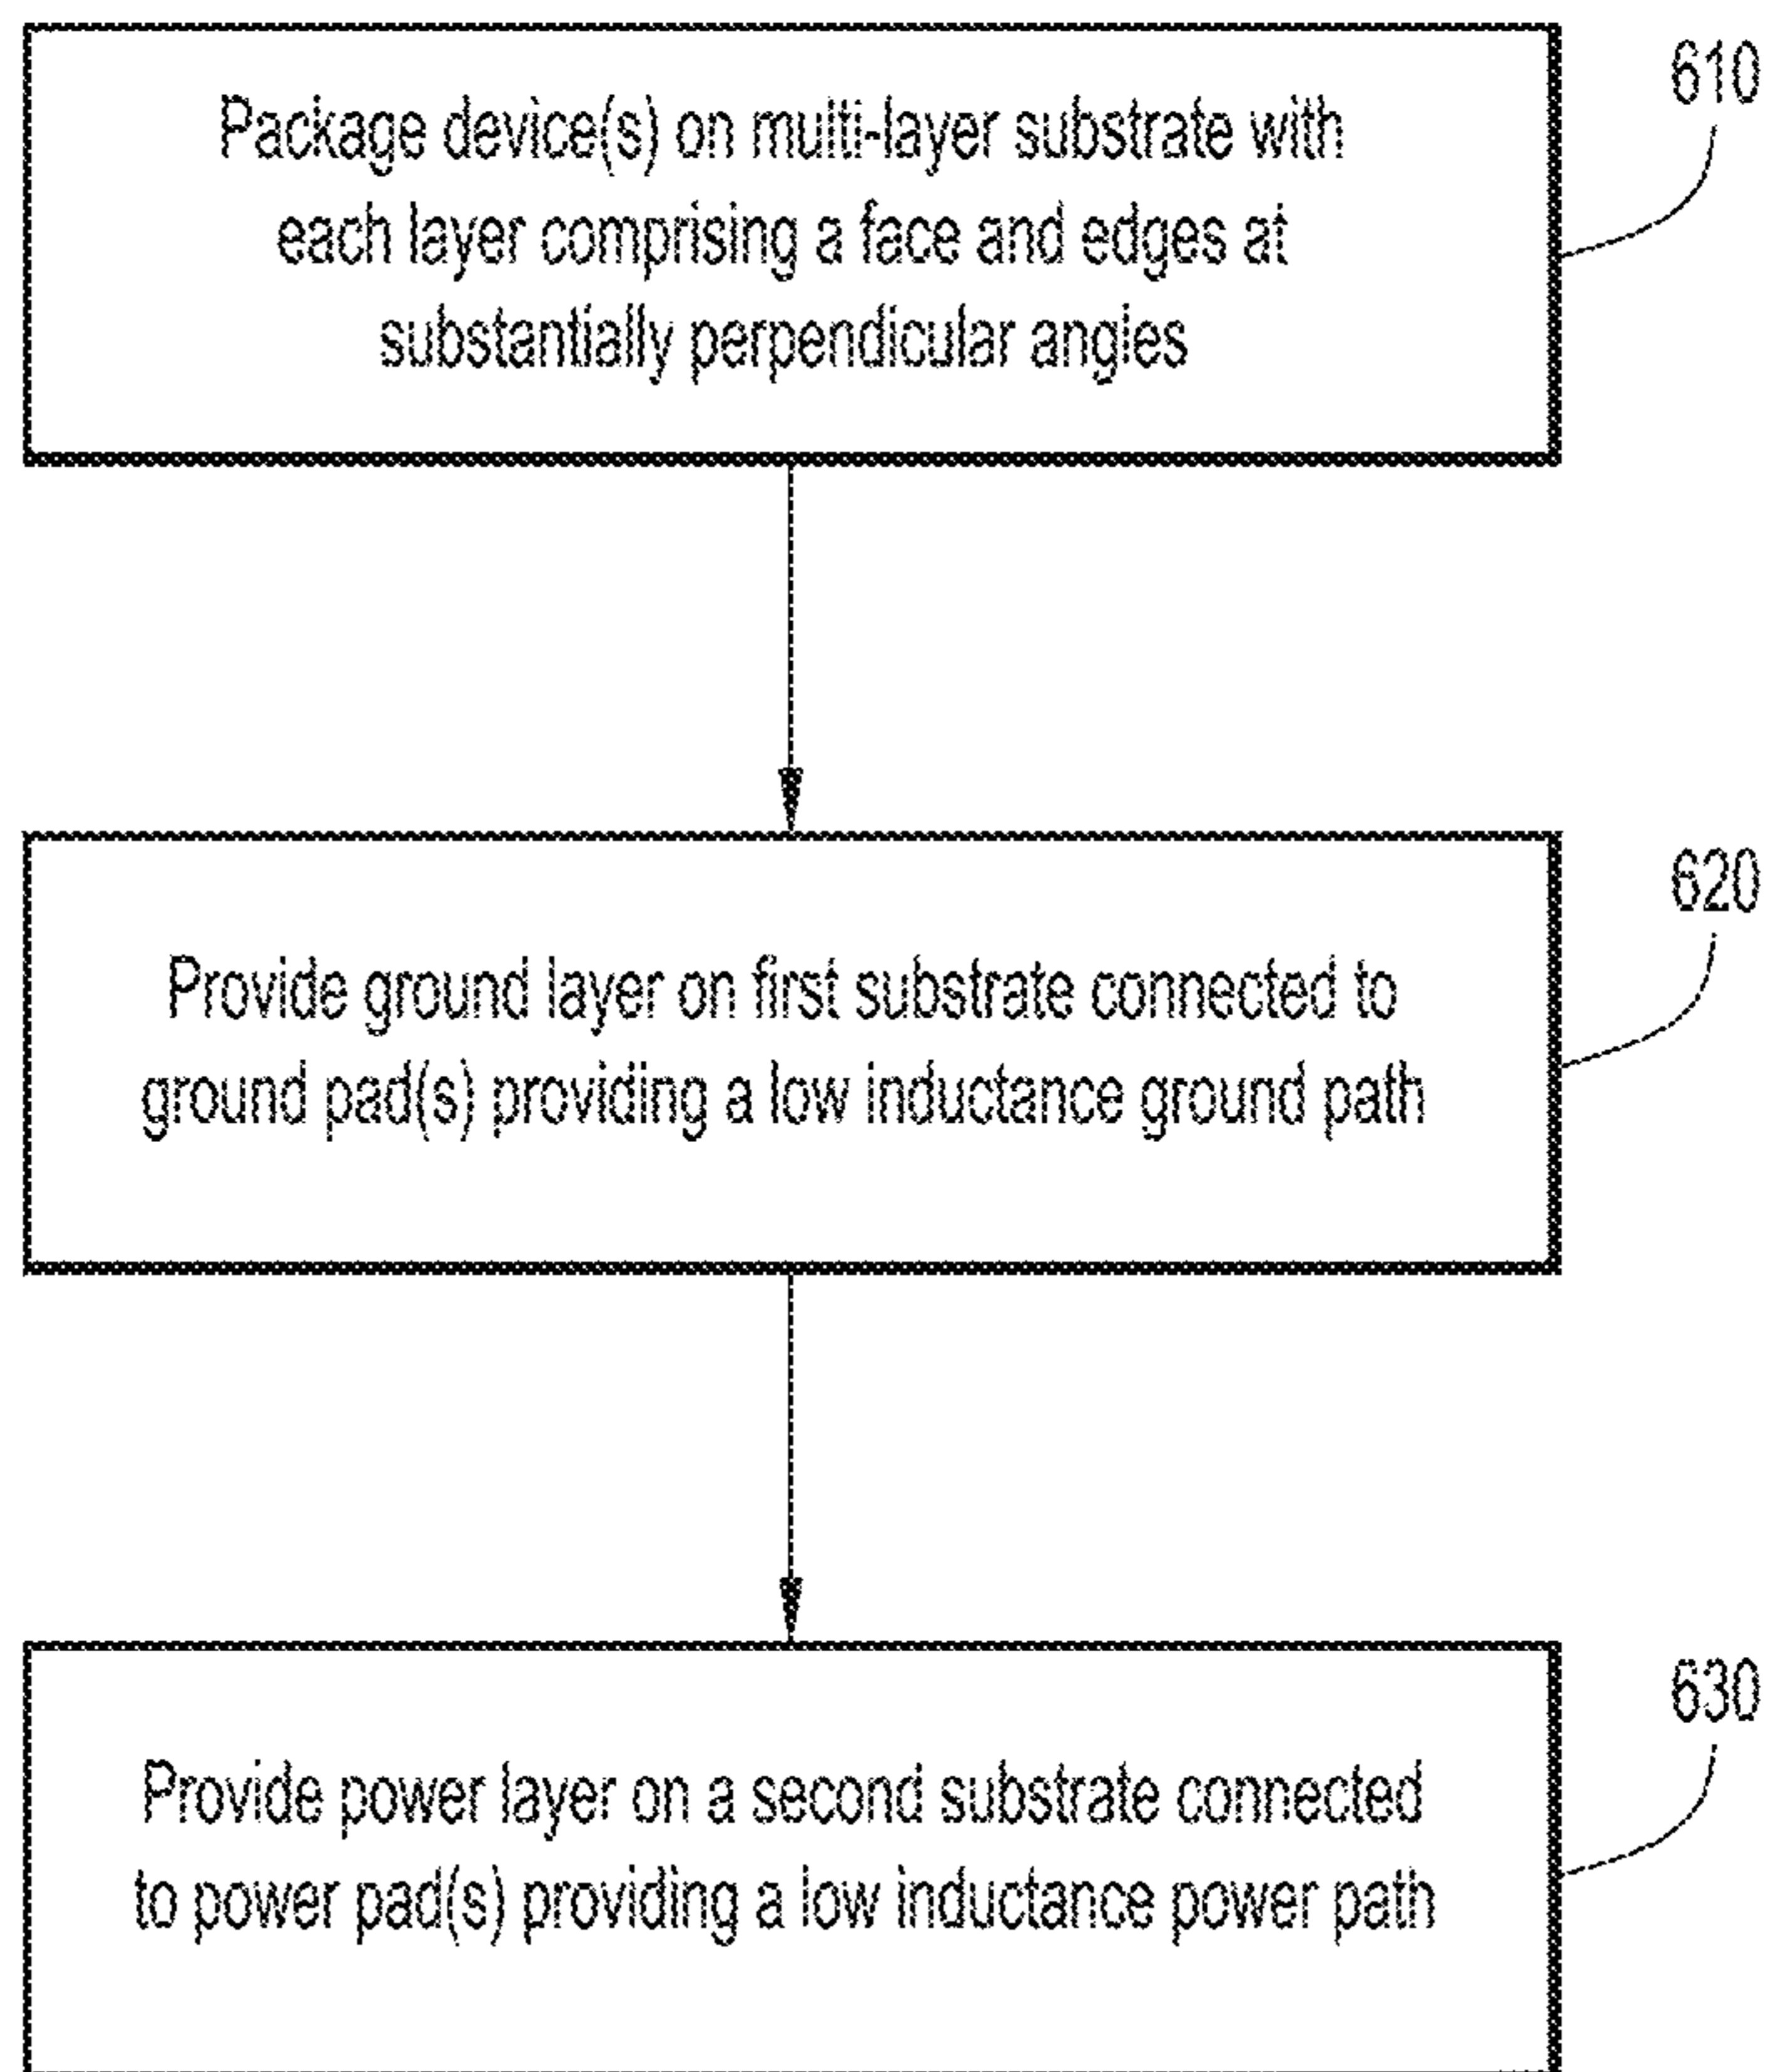 610
Package device(s) on multi-layer substrate with
each layer comprising a face and edges at
substantially perpendicular angles
620
Provide ground layer on first substrate connected to
ground pad(s) providing a low inductance ground path
630
Provide power layer on a second substrate connected
to power pad(s) providing a low inductance power path